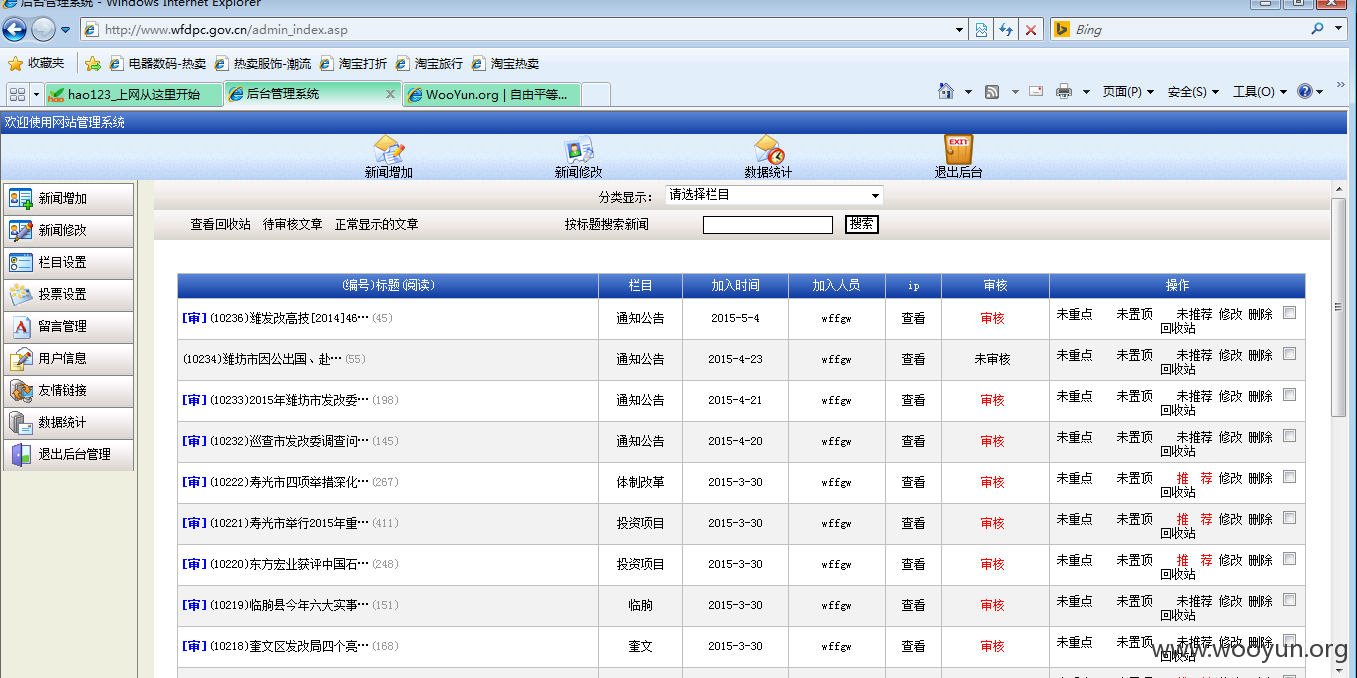 后台管理系统 - Windows Internet Explorer
http://www.wfdpc.gov.cn/admin_index.asp
Bing
收藏夹 电器数码-热卖 热卖服饰-潮流 淘宝打折 淘宝旅行 淘宝热卖
hao123_上网从这里开始 后台管理系统 WooYun.org | 自由平等... 页面(P) 安全(S) 工具(O)
欢迎使用网站管理系统
新闻增加 新闻修改 数据统计 EXIT 退出后台
新闻增加
新闻修改
栏目设置
投票设置
留言管理
用户信息
友情链接
数据统计
退出后台管理
分类显示: 请选择栏目
查看回收站 待审核文章 正常显示的文章 按标题搜索新闻 搜索
(编号)标题(阅读) 栏目 加入时间 加入人员 ip 审核 操作
[审](10236)潍发改高技[2014]46… (45) 通知公告 2015-5-4 wffgw 查看 审核 未重点 未置顶 未推荐 修改 删除
回收站
(10234)潍坊市因公出国、赴… (55) 通知公告 2015-4-23 wffgw 查看 未审核 未重点 未置顶 未推荐 修改 删除
回收站
[审](10233)2015年潍坊市发改委… (198) 通知公告 2015-4-21 wffgw 查看 审核 未重点 未置顶 未推荐 修改 删除
回收站
[审](10232)巡查市发改委调查问… (145) 通知公告 2015-4-20 wffgw 查看 审核 未重点 未置顶 未推荐 修改 删除
回收站
[审](10222)寿光市四项举措深化… (267) 体制改革 2015-3-30 wffgw 查看 审核 未重点 未置顶 推 荐 修改 删除
回收站
[审](10221)寿光市举行2015年重… (411) 投资项目 2015-3-30 wffgw 查看 审核 未重点 未置顶 推 荐 修改 删除
回收站
[审](10220)东方宏业获评中国石… (248) 投资项目 2015-3-30 wffgw 查看 审核 未重点 未置顶 推 荐 修改 删除
回收站
[审](10219)临朐县今年六大实事… (151) 临朐 2015-3-30 wffgw 查看 审核 未重点 未置顶 未推荐 修改 删除
回收站
[审](10218)奎文区发改局四个亮… (168) 奎文 2015-3-30 wffgw 查看 审核 未重点 未置顶 未推荐 修改 删除
回收站
www.wooyun.org